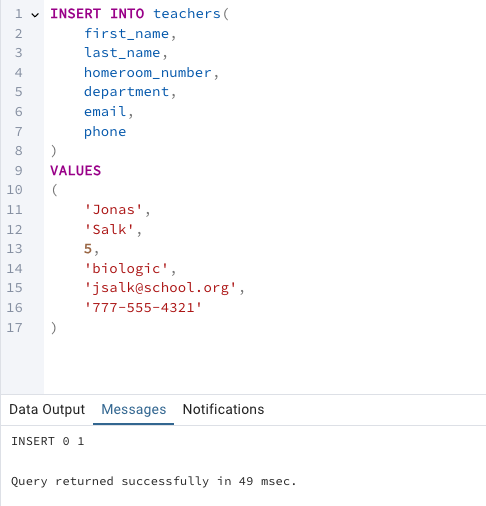 1 INSERT INTO teachers(
2 first_name,
3 last_name,
4 homeroom_number,
5 department,
6 email,
7 phone
8 )
9 VALUES
10 (
11 'Jonas',
12 'Salk',
13 5,
14 'biologic',
15 'jsalk@school.org',
16 '777-555-4321'
17 )
Data Output Messages Notifications
INSERT 0 1
Query returned successfully in 49 msec.